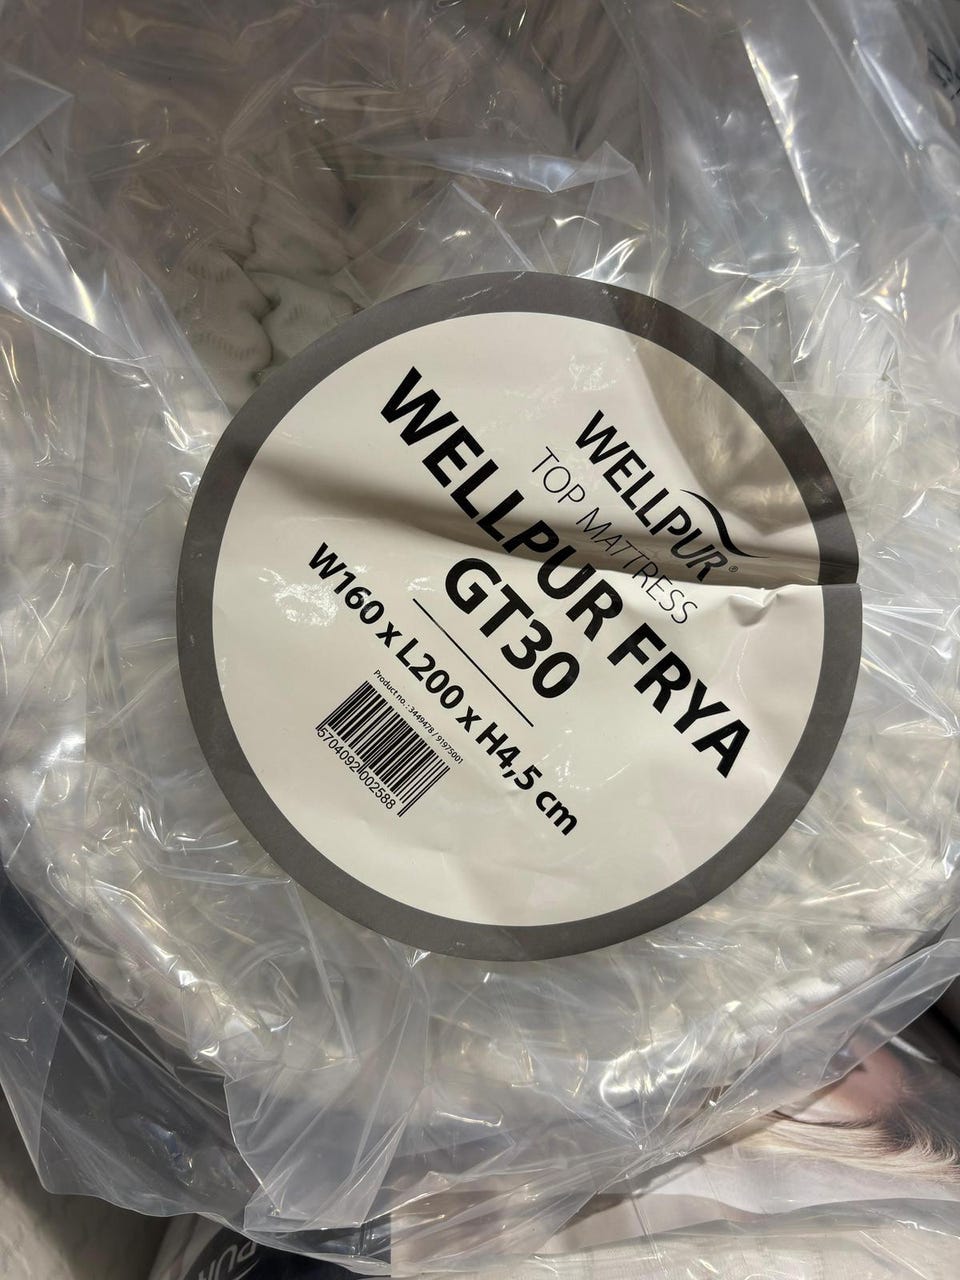 WELLPUR®
TOP MATTRESS
WELLPUR FRYA
GT30
W160 x L200 x H4,5 cm
Product no.: 3449478 / 91975001
5704092002588